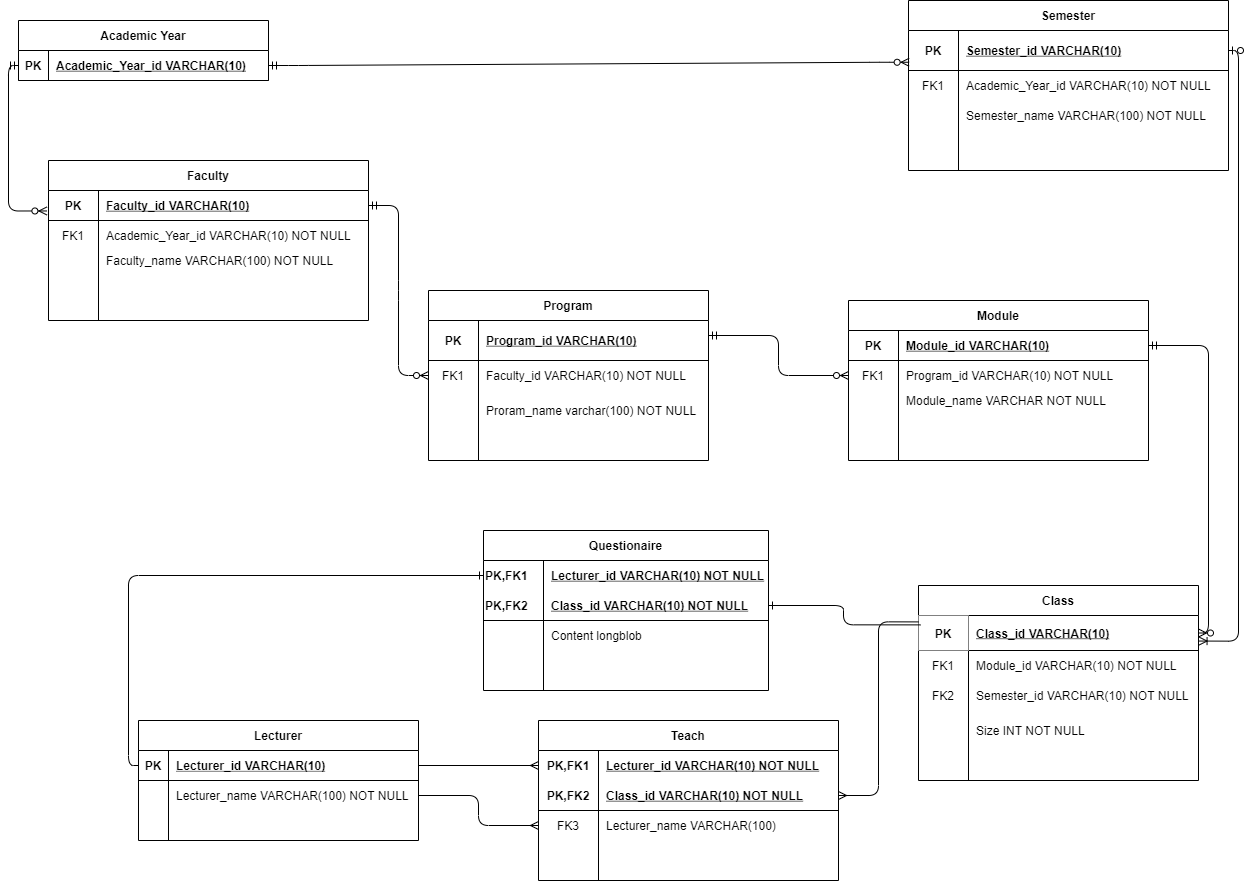 Academic Year
PK Academic_Year_id VARCHAR(10)
Semester
PK Semester_id VARCHAR(10)
FK1 Academic_Year_id VARCHAR(10) NOT NULL
Semester_name VARCHAR(100) NOT NULL
Faculty
PK Faculty_id VARCHAR(10)
FK1 Academic_Year_id VARCHAR(10) NOT NULL
Faculty_name VARCHAR(100) NOT NULL
Program
PK Program_id VARCHAR(10)
FK1 Faculty_id VARCHAR(10) NOT NULL
Proram_name varchar(100) NOT NULL
Module
PK Module_id VARCHAR(10)
FK1 Program_id VARCHAR(10) NOT NULL
Module_name VARCHAR NOT NULL
Questionaire
PK,FK1 Lecturer_id VARCHAR(10) NOT NULL
PK,FK2 Class_id VARCHAR(10) NOT NULL
Content longblob
Class
PK Class_id VARCHAR(10)
FK1 Module_id VARCHAR(10) NOT NULL
FK2 Semester_id VARCHAR(10) NOT NULL
Size INT NOT NULL
Lecturer
PK Lecturer_id VARCHAR(10)
Lecturer_name VARCHAR(100) NOT NULL
Teach
PK,FK1 Lecturer_id VARCHAR(10) NOT NULL
PK,FK2 Class_id VARCHAR(10) NOT NULL
FK3 Lecturer_name VARCHAR(100)